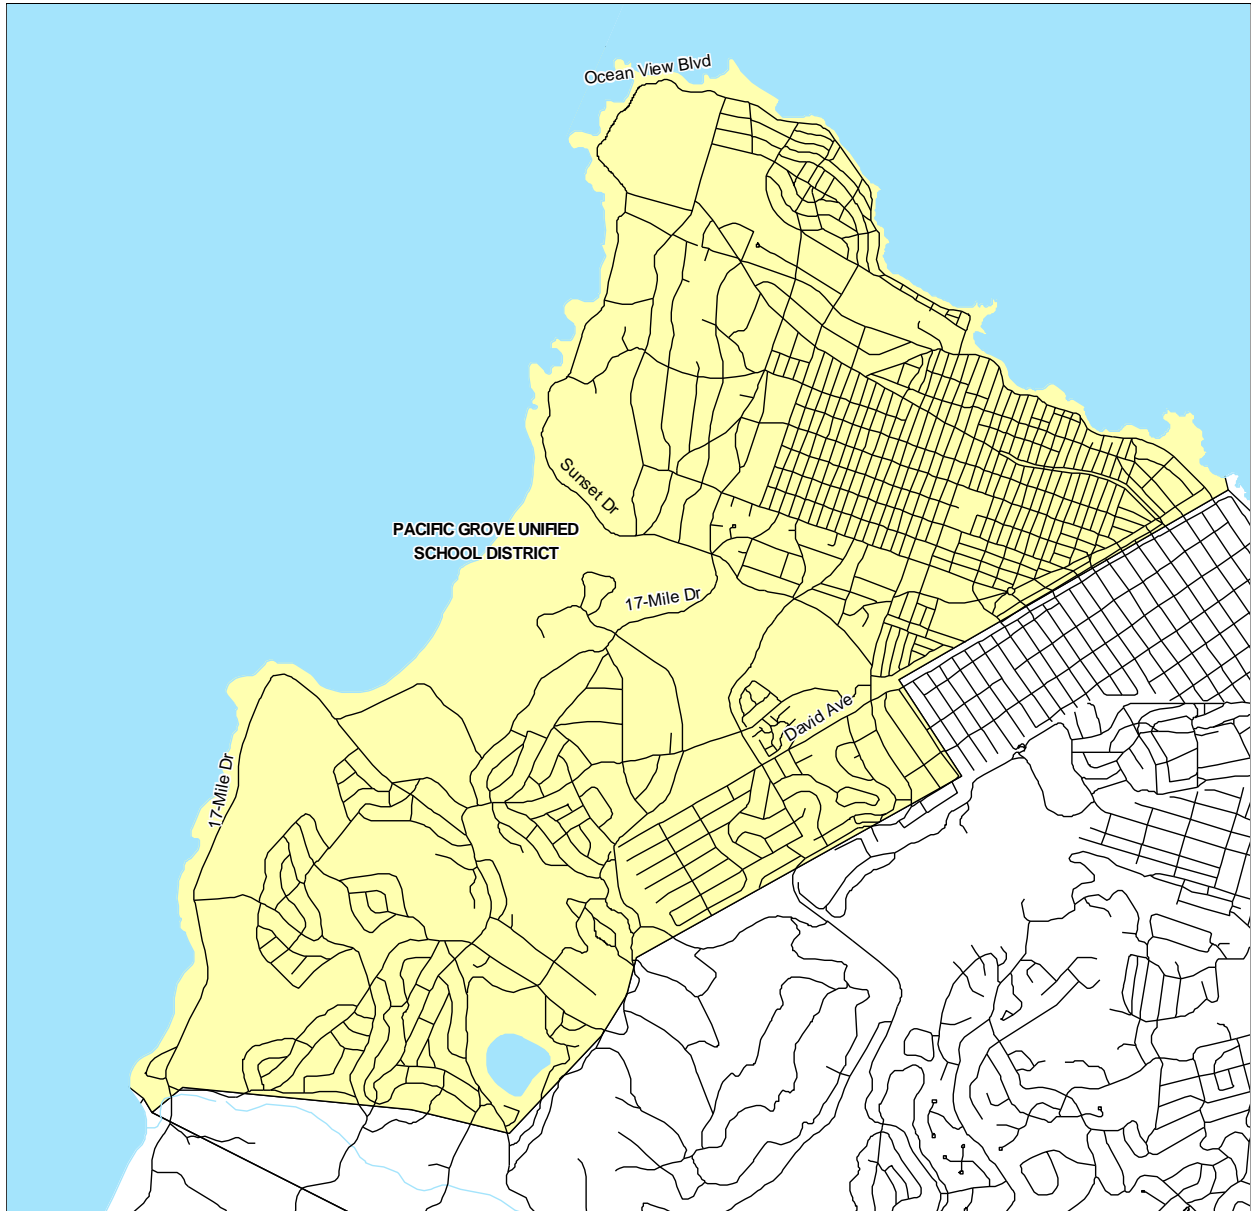 Ocean View Blvd
Sunset Dr
PACIFIC GROVE UNIFIED
SCHOOL DISTRICT
17-Mile Dr
David Ave
17-Mile Dr